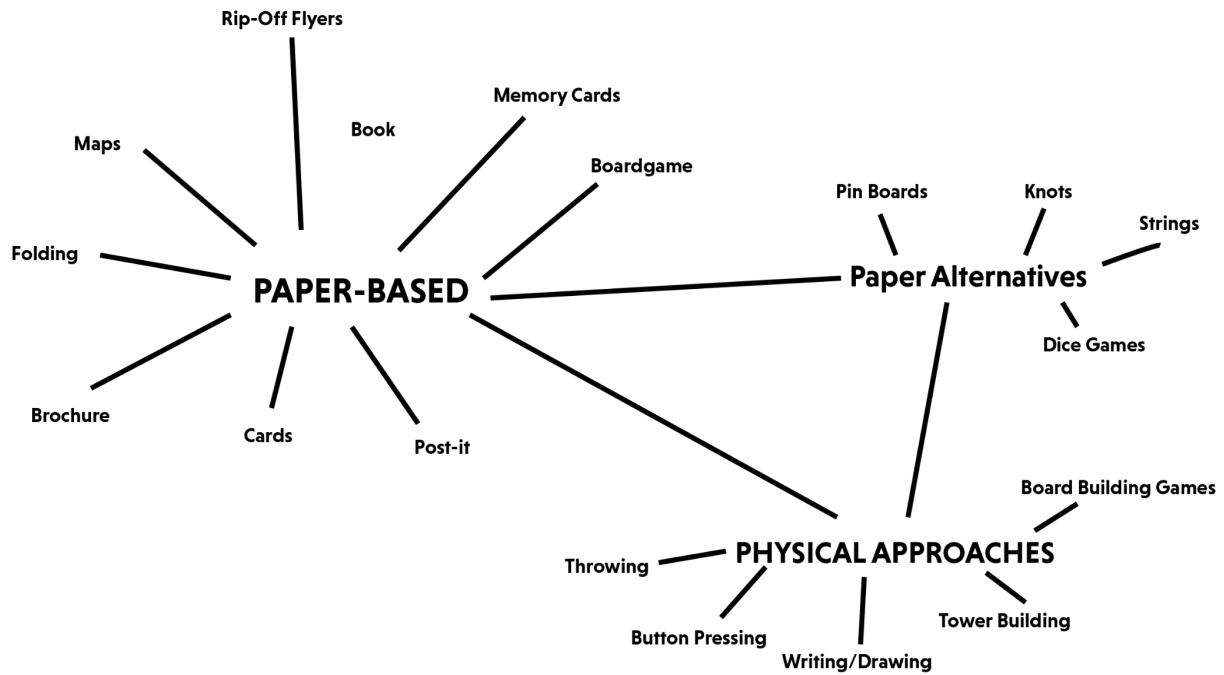 Rip-Off Flyers
Memory Cards
Book
Maps
Boardgame
Pin Boards
Knots
Strings
Folding
PAPER-BASED
Paper Alternatives
Dice Games
Brochure
Cards
Post-it
Board Building Games
PHYSICAL APPROACHES
Throwing
Tower Building
Button Pressing
Writing/Drawing